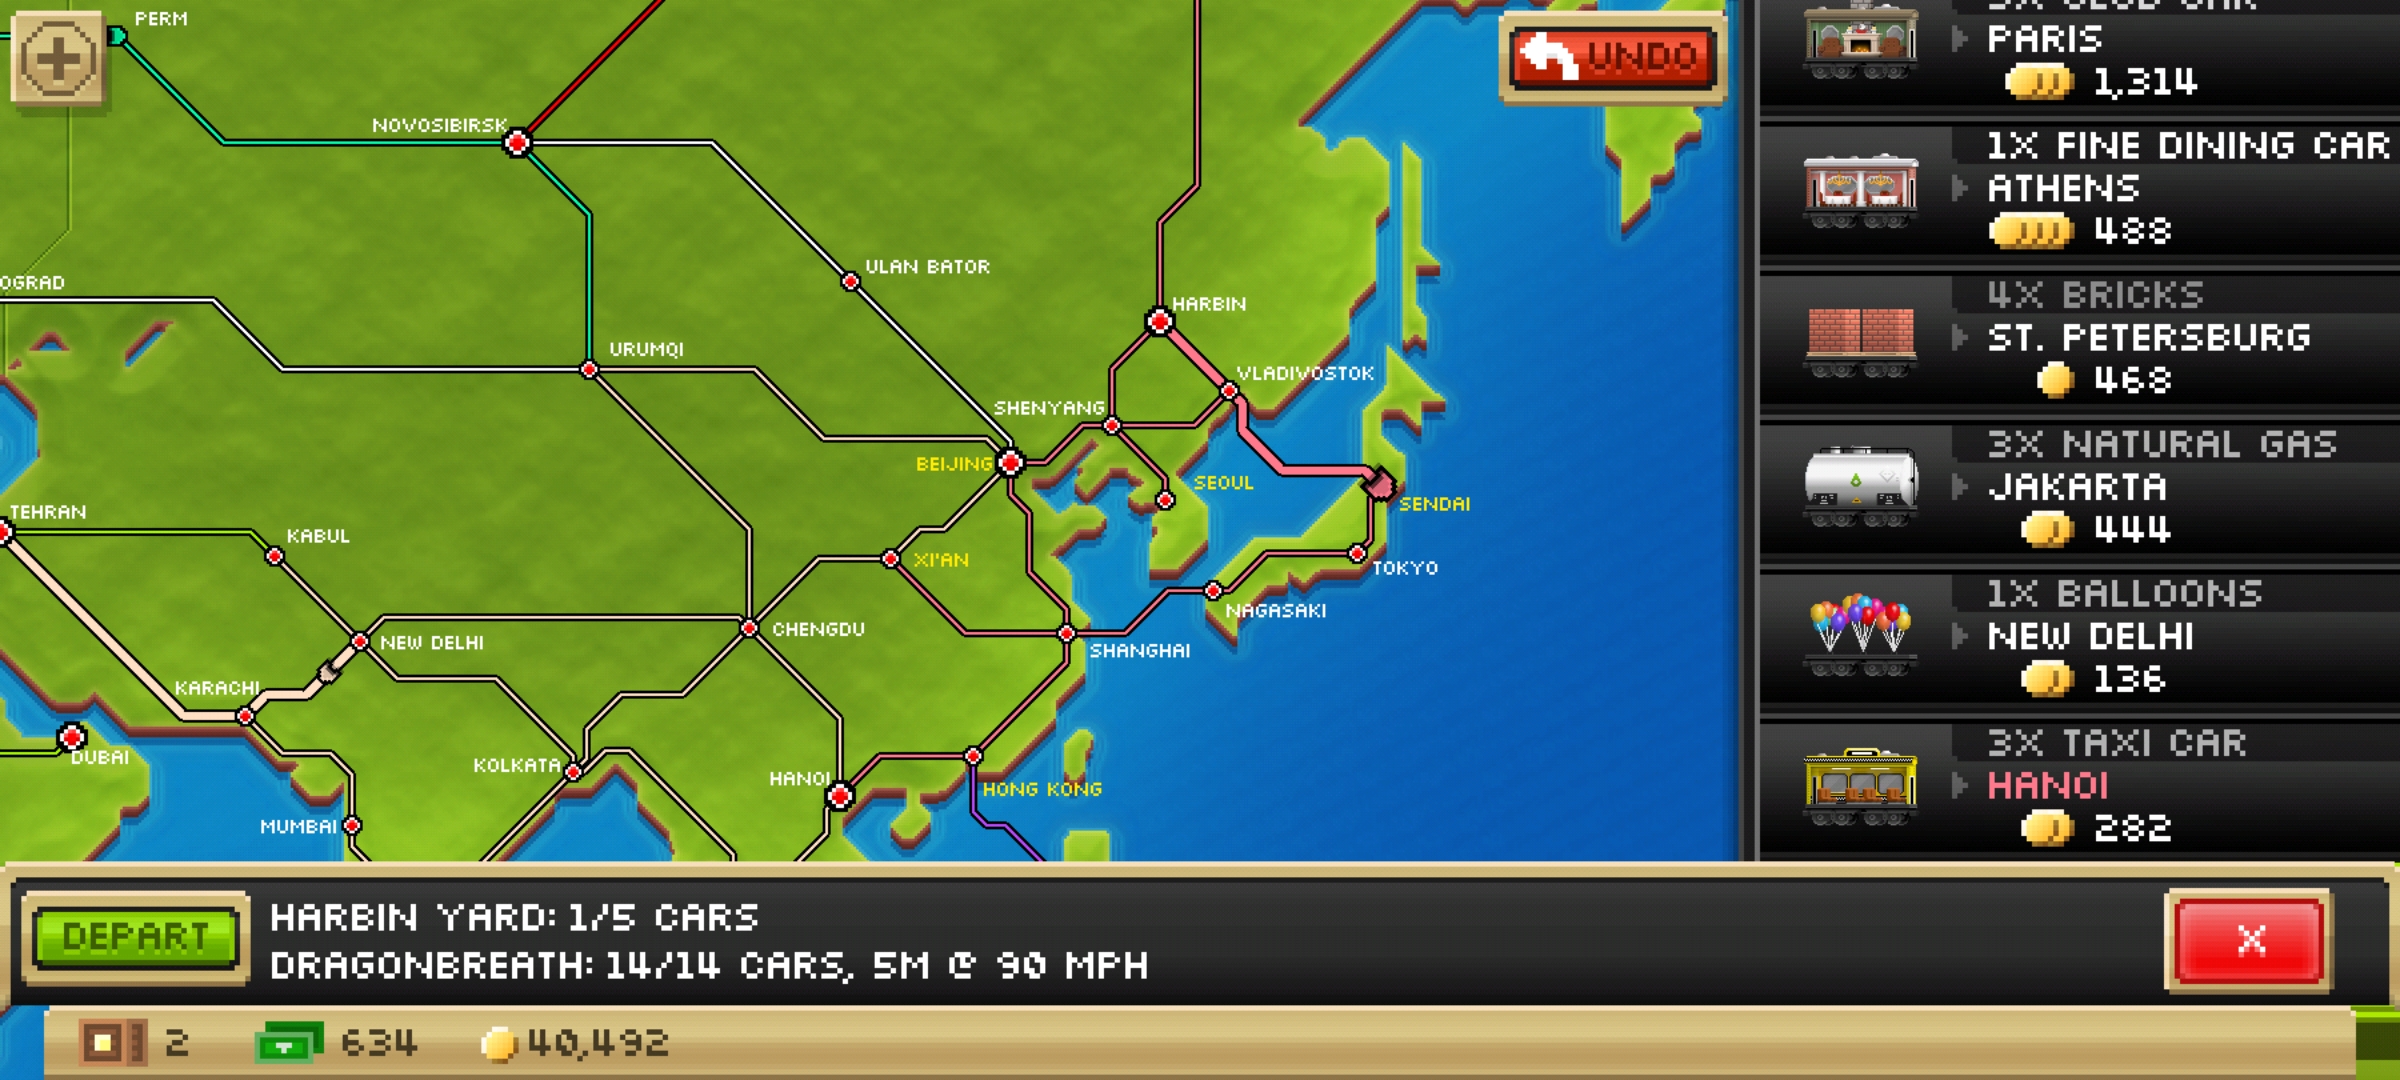 PERM
UNDO
NOVOSIBIRSK
ULAN BATOR
OGRAD
HARBIN
URUMQI
VLADIVOSTOK
SHENYANG
BEIJING
SEOUL
SENDAI
TEHRAN
KABUL
XI'AN
TOKYO
NAGASAKI
CHENGDU
NEW DELHI
SHANGHAI
KARACHI
DUBAI
KOLKATA
HANOI
HONG KONG
MUMBAI
3X CLUB CAR
PARIS
1,314
1X FINE DINING CAR
ATHENS
488
4X BRICKS
ST. PETERSBURG
468
3X NATURAL GAS
JAKARTA
444
1X BALLOONS
NEW DELHI
136
3X TAXI CAR
HANOI
282
DEPART
HARBIN YARD: 1/5 CARS
DRAGONBREATH: 14/14 CARS, 5M @ 90 MPH
X
2
634
40,492